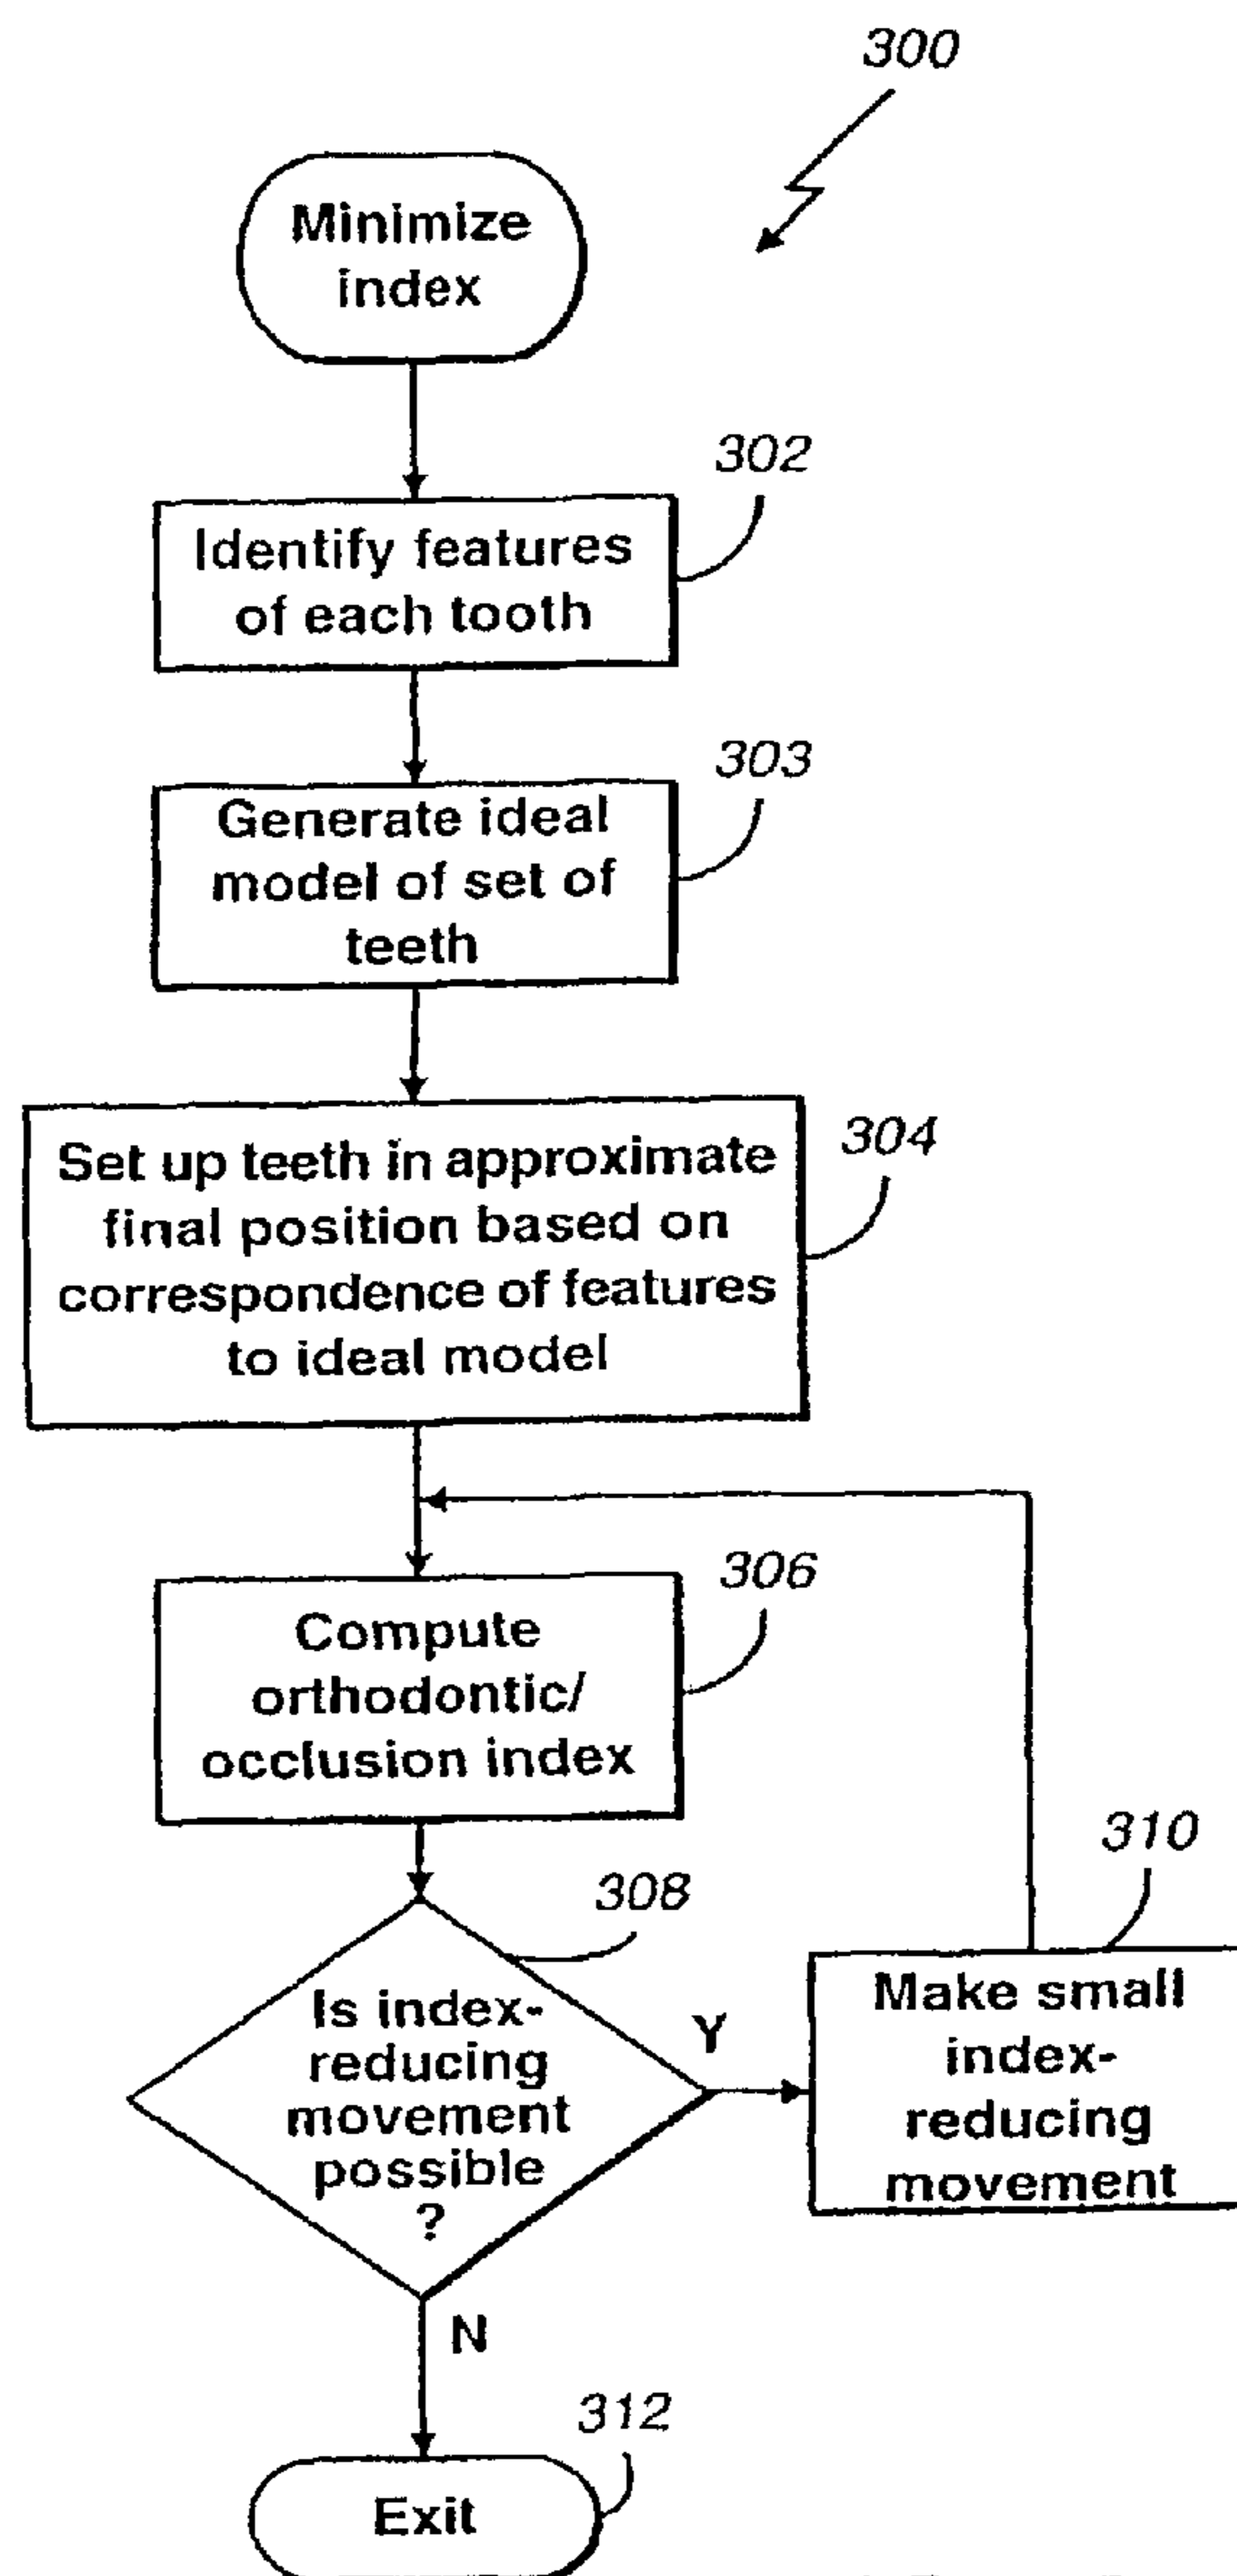 300
Minimize
index
302
Identify features
of each tooth
303
Generate ideal
model of set of
teeth
304
Set up teeth in approximate
final position based on
correspondence of features
to ideal model
306
Compute
orthodontic/
occlusion index
308
Is index-
reducing
movement
possible
?
Y
310
Make small
index-
reducing
movement
N
312
Exit